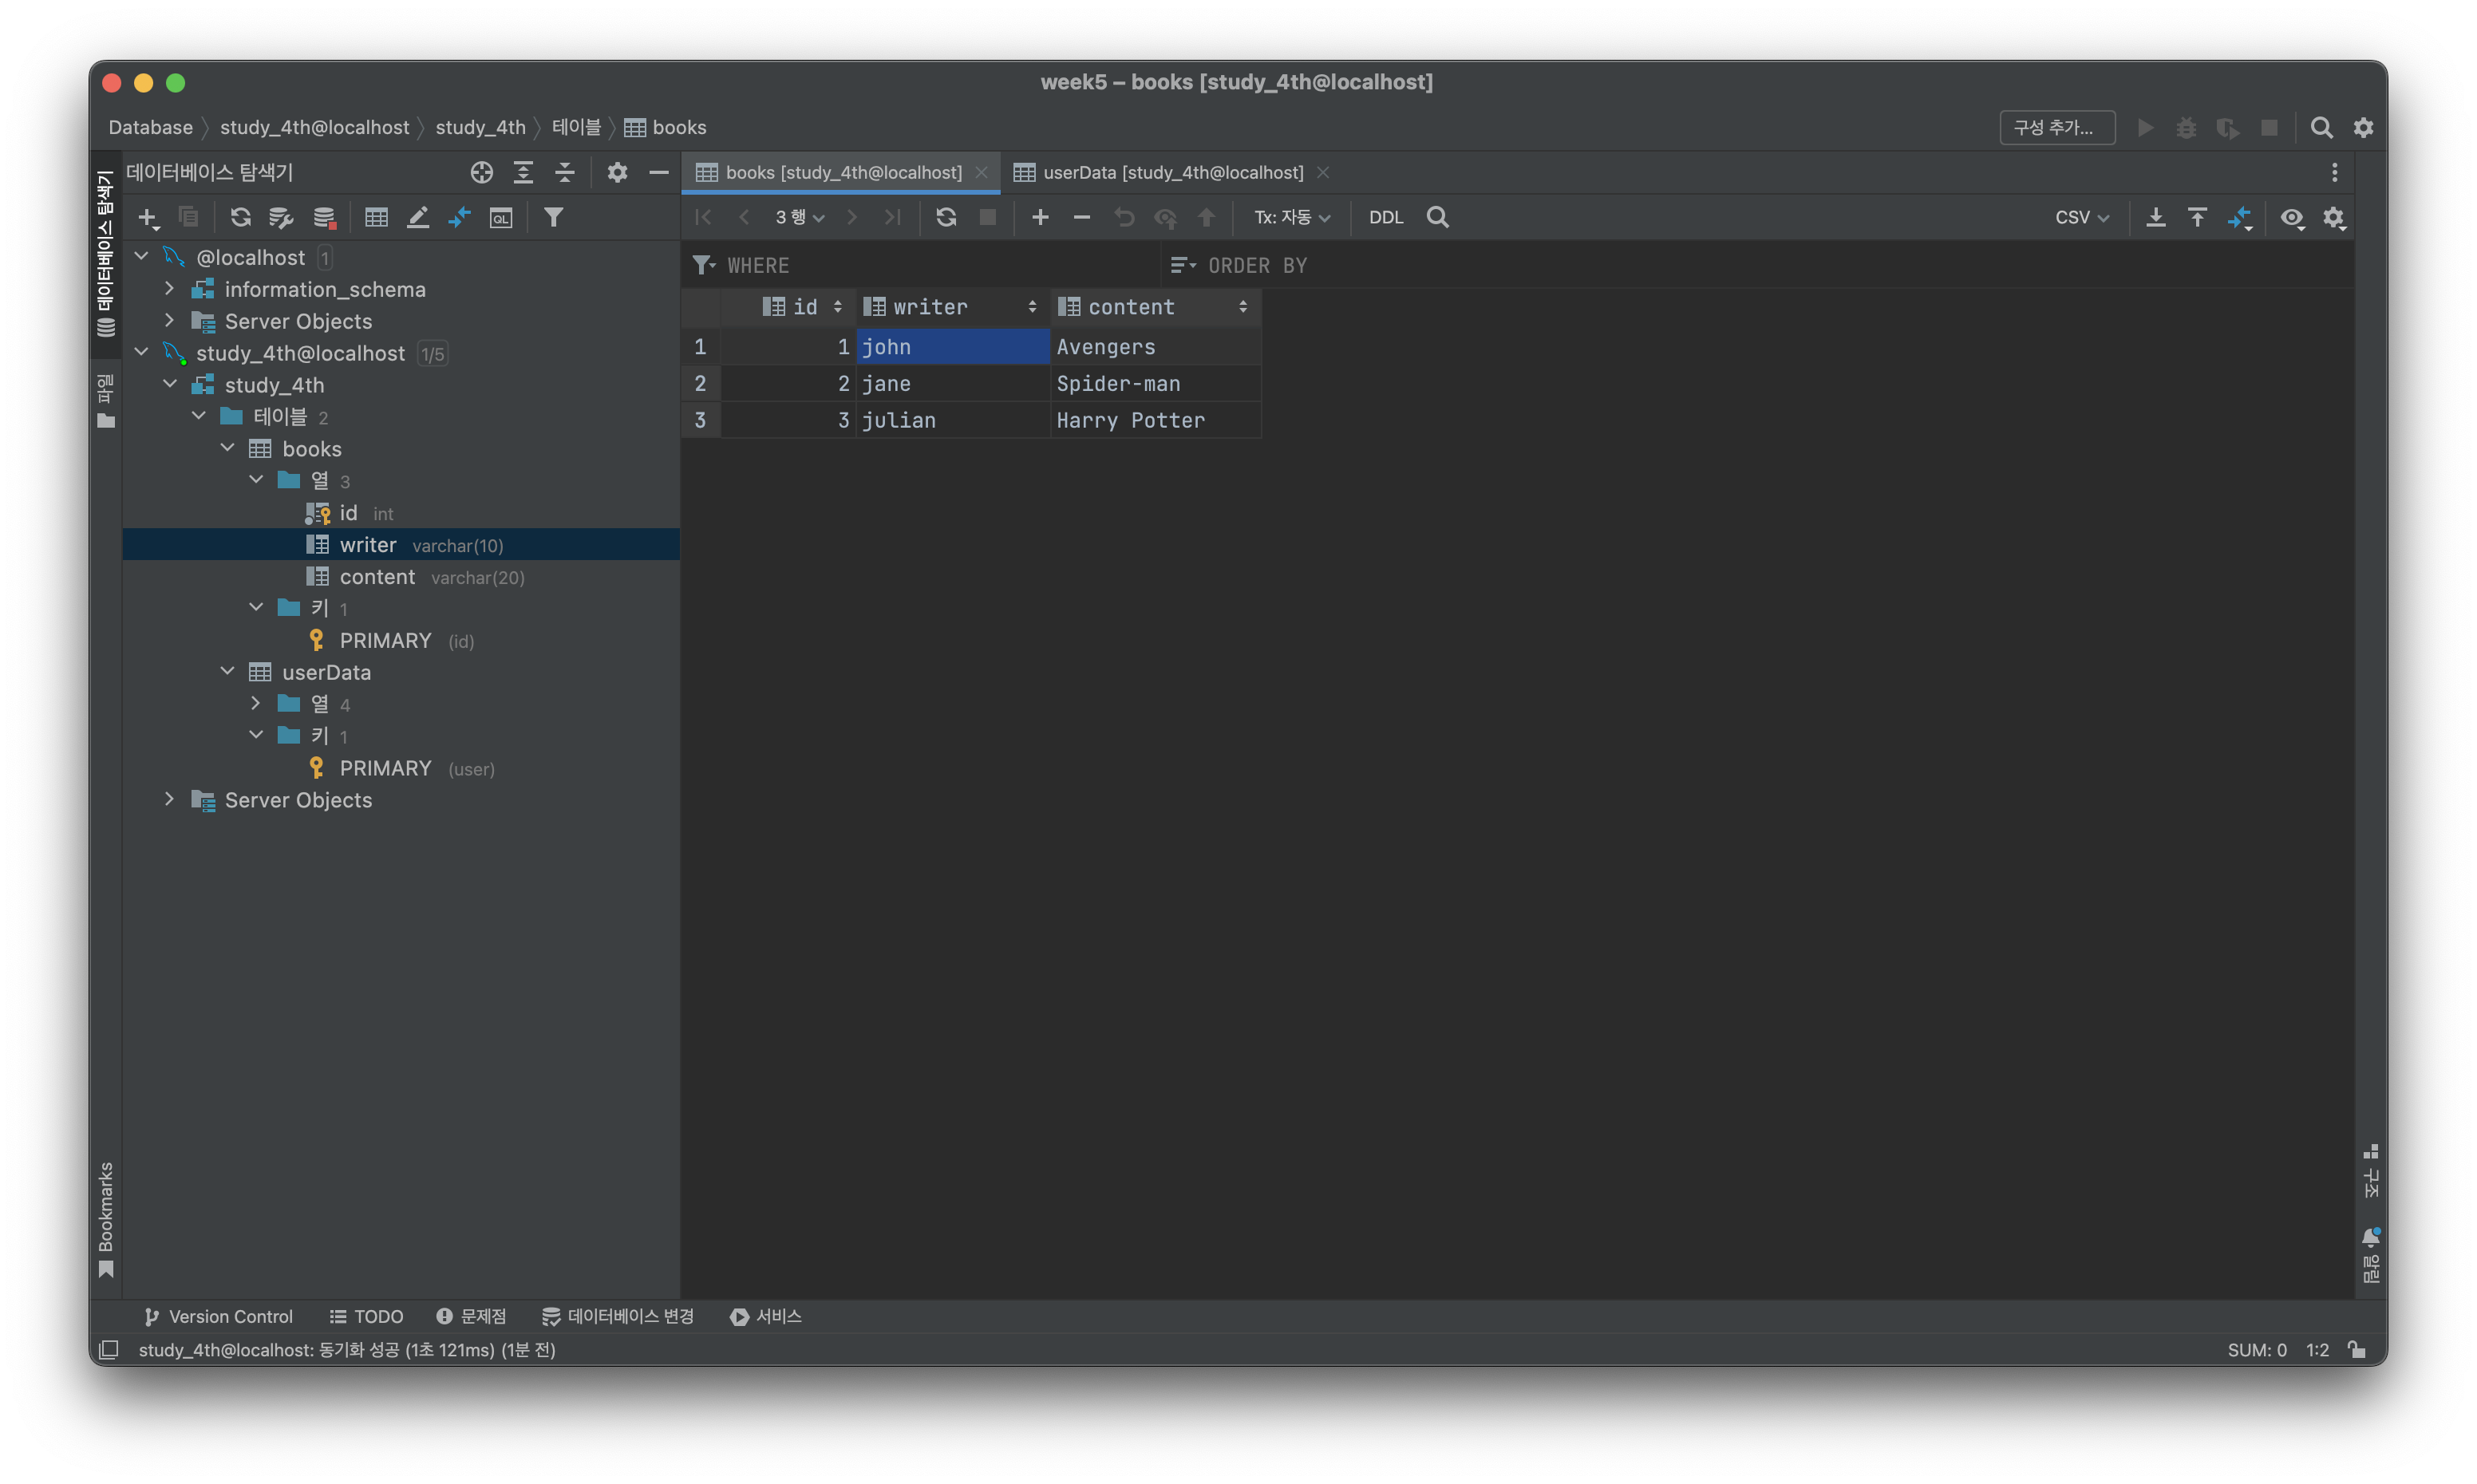 week5 – books [study_4th@localhost]
Database study_4th@localhost study_4th 테이블 books
구성 추가...
데이터베이스 탐색기
파일
Bookmarks
데이터베이스 탐색기
QL
@localhost 1
information_schema
Server Objects
study_4th@localhost 1/5
study_4th
테이블 2
books
열 3
id int
writer varchar(10)
content varchar(20)
키 1
PRIMARY (id)
userData
열 4
키 1
PRIMARY (user)
Server Objects
books [study_4th@localhost] userData [study_4th@localhost]
3 행 Tx: 자동 DDL CSV
WHERE ORDER BY
id writer content
1 1 john Avengers
2 2 jane Spider-man
3 3 julian Harry Potter
구조
알림
Version Control TODO 문제점 데이터베이스 변경 서비스
study_4th@localhost: 동기화 성공 (1초 121ms) (1분 전) SUM: 0 1:2